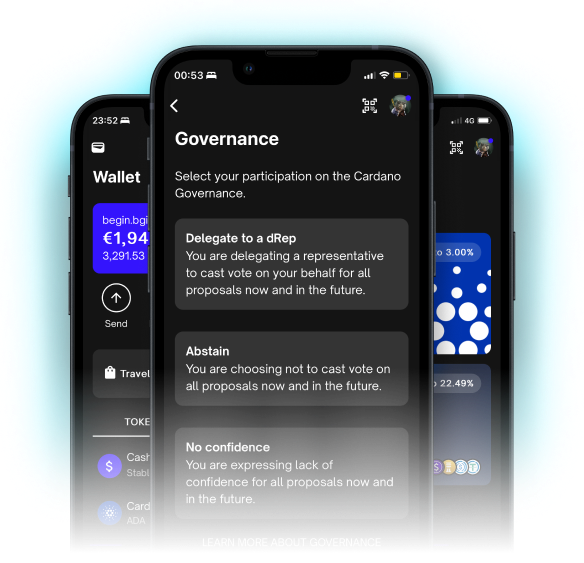 00:53
Governance
Select your participation on the Cardano
Governance.
Delegate to a dRep
You are delegating a representative
to cast vote on your behalf for all
proposals now and in the future.
Abstain
You are choosing not to cast vote on
all proposals now and in the future.
No confidence
You are expressing lack of
confidence for all proposals now and
in the future.
LEARN MORE ABOUT GOVERNANCE
23:52
Wallet
begin.bgi
€1,94
3,291.53
Send
Travel
TOKE
$
Cash
Stabl
Card
ADA
4G
o 3.00%
o 22.49%